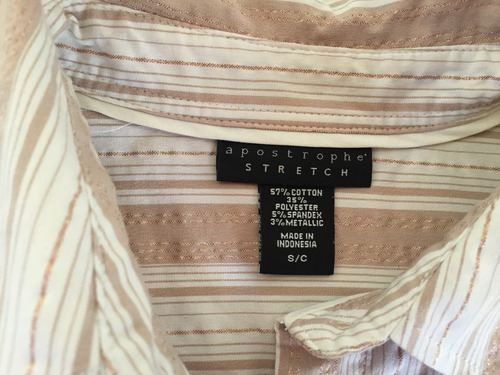 apostrophe
STRETCH
57% COTTON
35%
POLYESTER
5% SPANDEX
3% METALLIC
MADE IN
INDONESIA
S/C